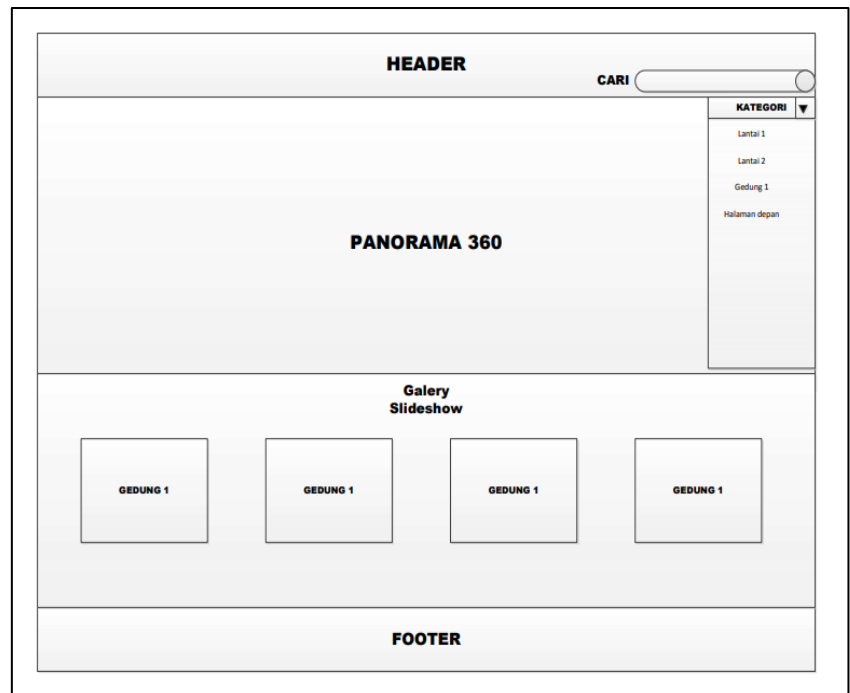 HEADER
CARI
KATEGORI
Lantai 1
Lantai 2
Gedung 1
Halaman depan
PANORAMA 360
Galery
Slideshow
GEDUNG 1
GEDUNG 1
GEDUNG 1
GEDUNG 1
FOOTER